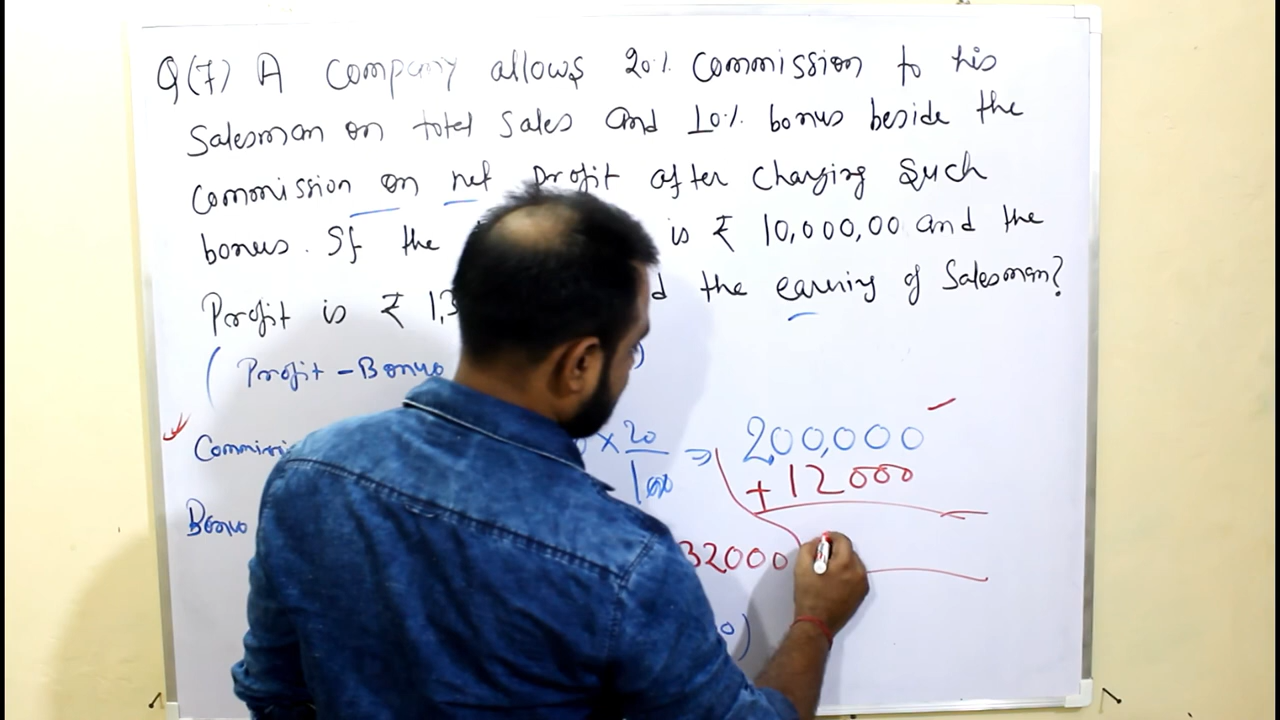 Q(7) A Company allows 20% Commission to his
Salesman on total Sales and 10% bonus beside the
Commission on net Profit after Charging Such
bonus. If the is ₹ 10,000,00 and the
Profit is ₹ 1,3 the earning of Salesman?
(Profit - Bonus )
Commissi × 20/100 ⇒ 200,000
+12000
Bonus 32000
0)